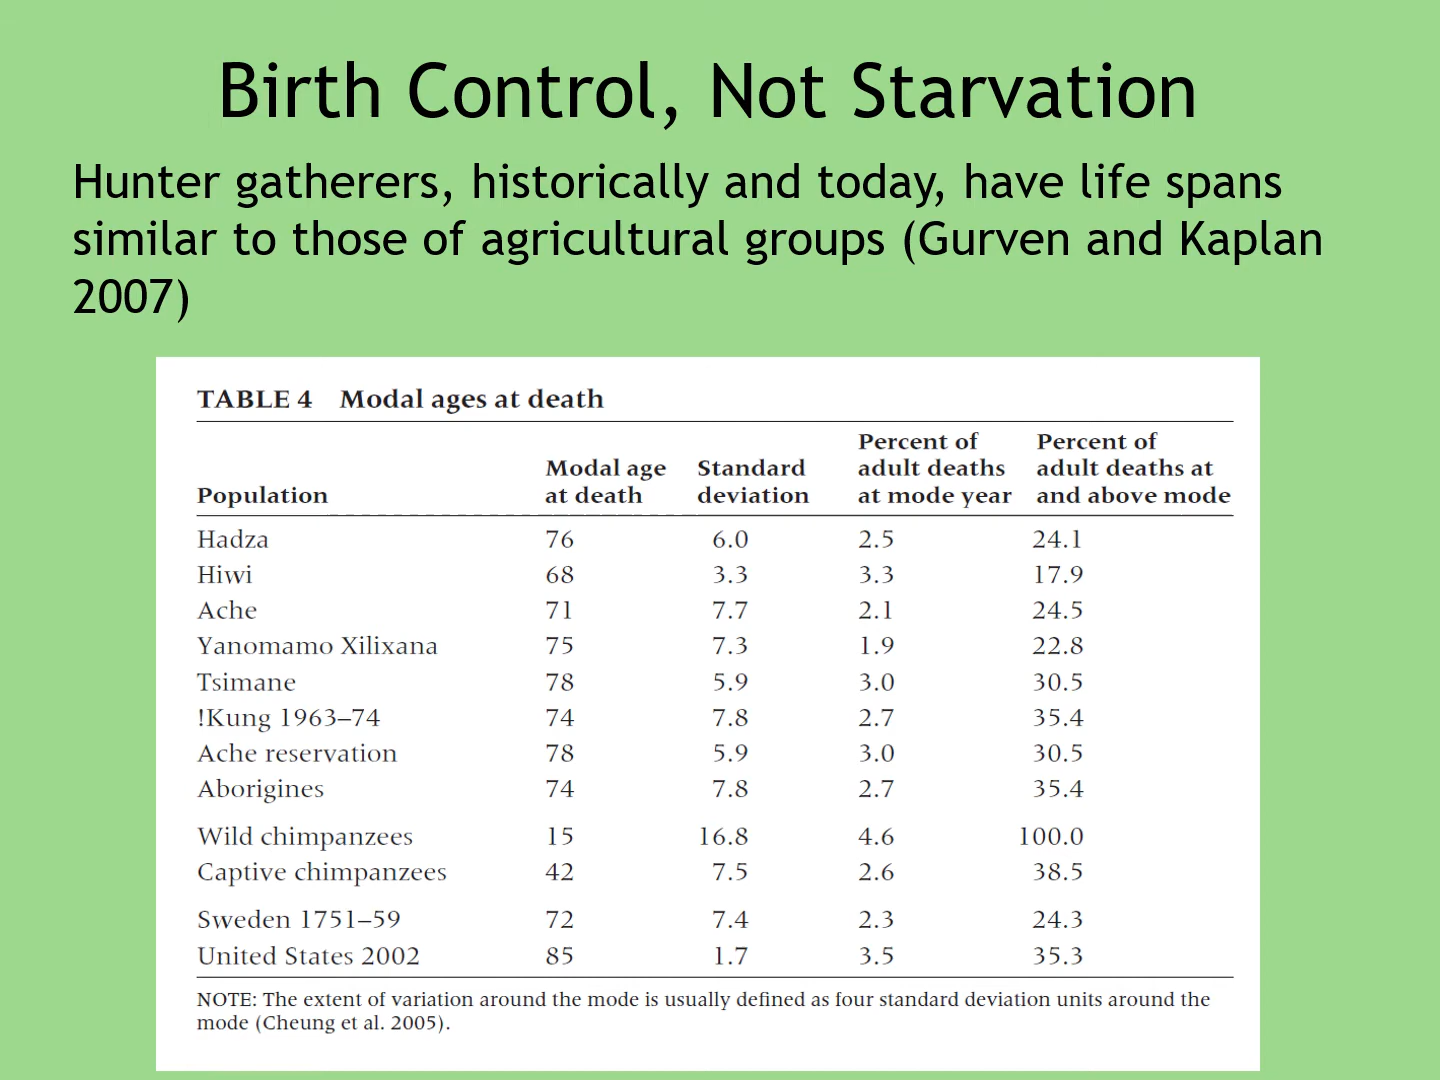 Birth Control, Not Starvation
Hunter gatherers, historically and today, have life spans
similar to those of agricultural groups (Gurven and Kaplan
2007)
TABLE 4 Modal ages at death
Percent of Percent of
Modal age Standard adult deaths adult deaths at
Population at death deviation at mode year and above mode
Hadza 76 6.0 2.5 24.1
Hiwi 68 3.3 3.3 17.9
Ache 71 7.7 2.1 24.5
Yanomamo Xilixana 75 7.3 1.9 22.8
Tsimane 78 5.9 3.0 30.5
!Kung 1963–74 74 7.8 2.7 35.4
Ache reservation 78 5.9 3.0 30.5
Aborigines 74 7.8 2.7 35.4
Wild chimpanzees 15 16.8 4.6 100.0
Captive chimpanzees 42 7.5 2.6 38.5
Sweden 1751–59 72 7.4 2.3 24.3
United States 2002 85 1.7 3.5 35.3
NOTE: The extent of variation around the mode is usually defined as four standard deviation units around the
mode (Cheung et al. 2005).